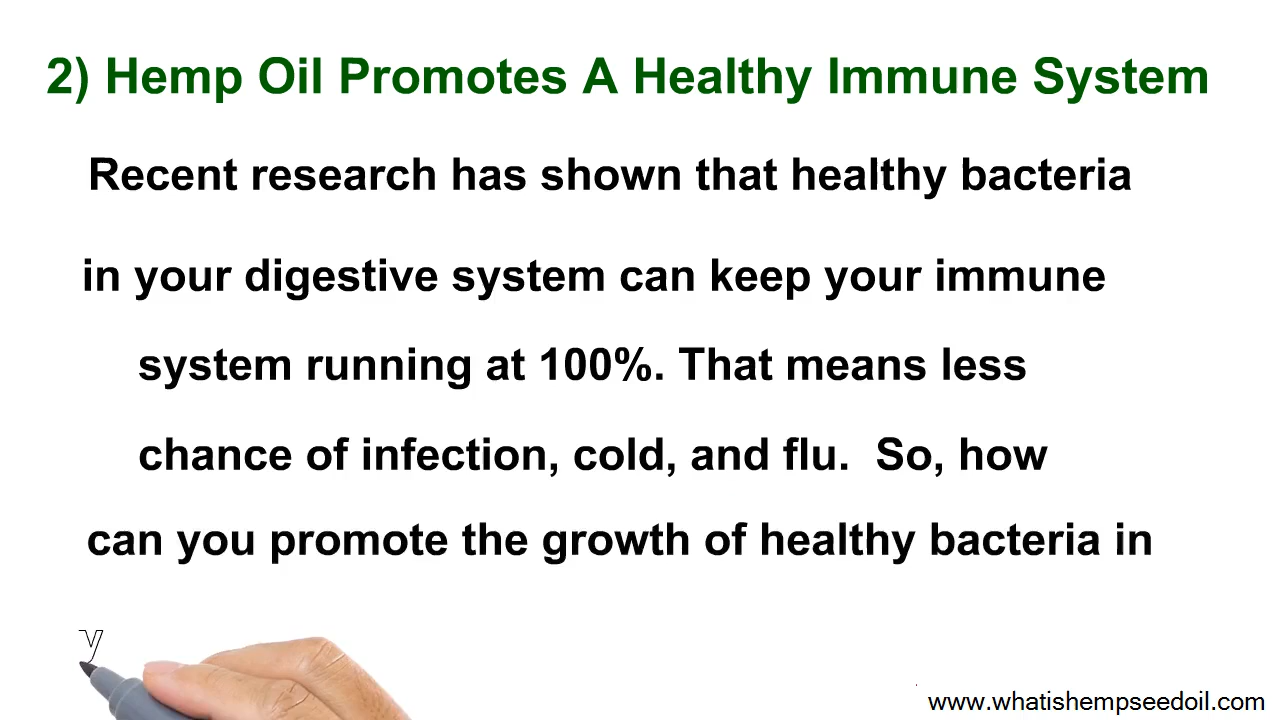 2) Hemp Oil Promotes A Healthy Immune System
Recent research has shown that healthy bacteria
in your digestive system can keep your immune
system running at 100%. That means less
chance of infection, cold, and flu. So, how
can you promote the growth of healthy bacteria in
y
www.whatishempseedoil.com